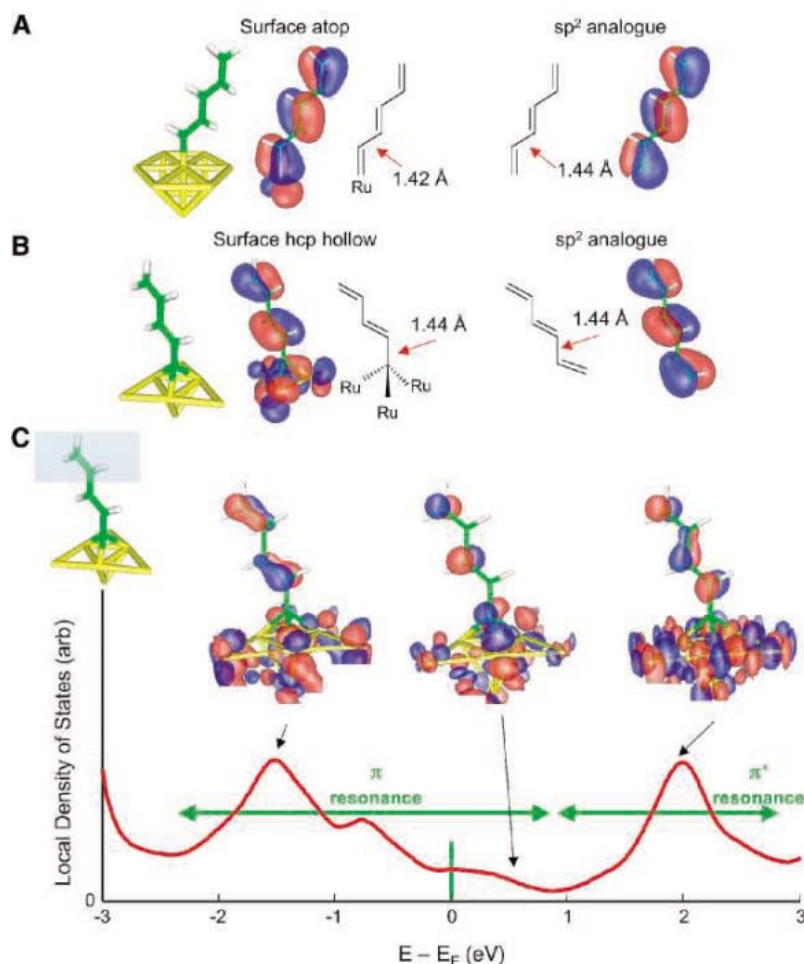 A
Surface atop
sp² analogue
1.42 Å
Ru
1.44 Å
B
Surface hcp hollow
sp² analogue
1.44 Å
Ru
Ru
Ru
1.44 Å
C
Local Density of States (arb)
π
resonance
π*
resonance
0
-3
-2
-1
0
1
2
3
E – E_F (eV)